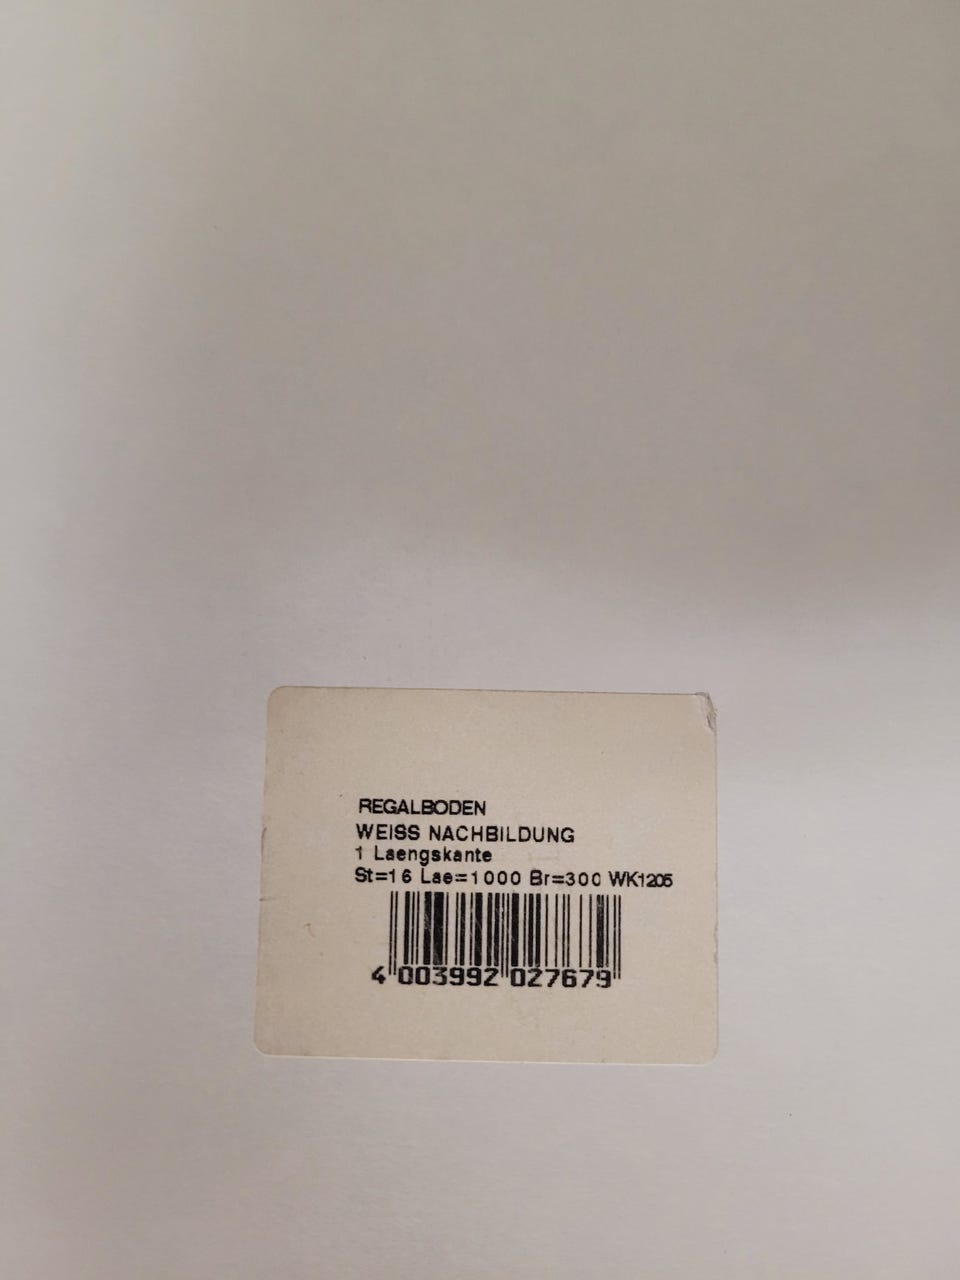 REGALBODEN
WEISS NACHBILDUNG
1 Laengskante
St=16 Lae=1000 Br=300 WK1205
4 003992 027679